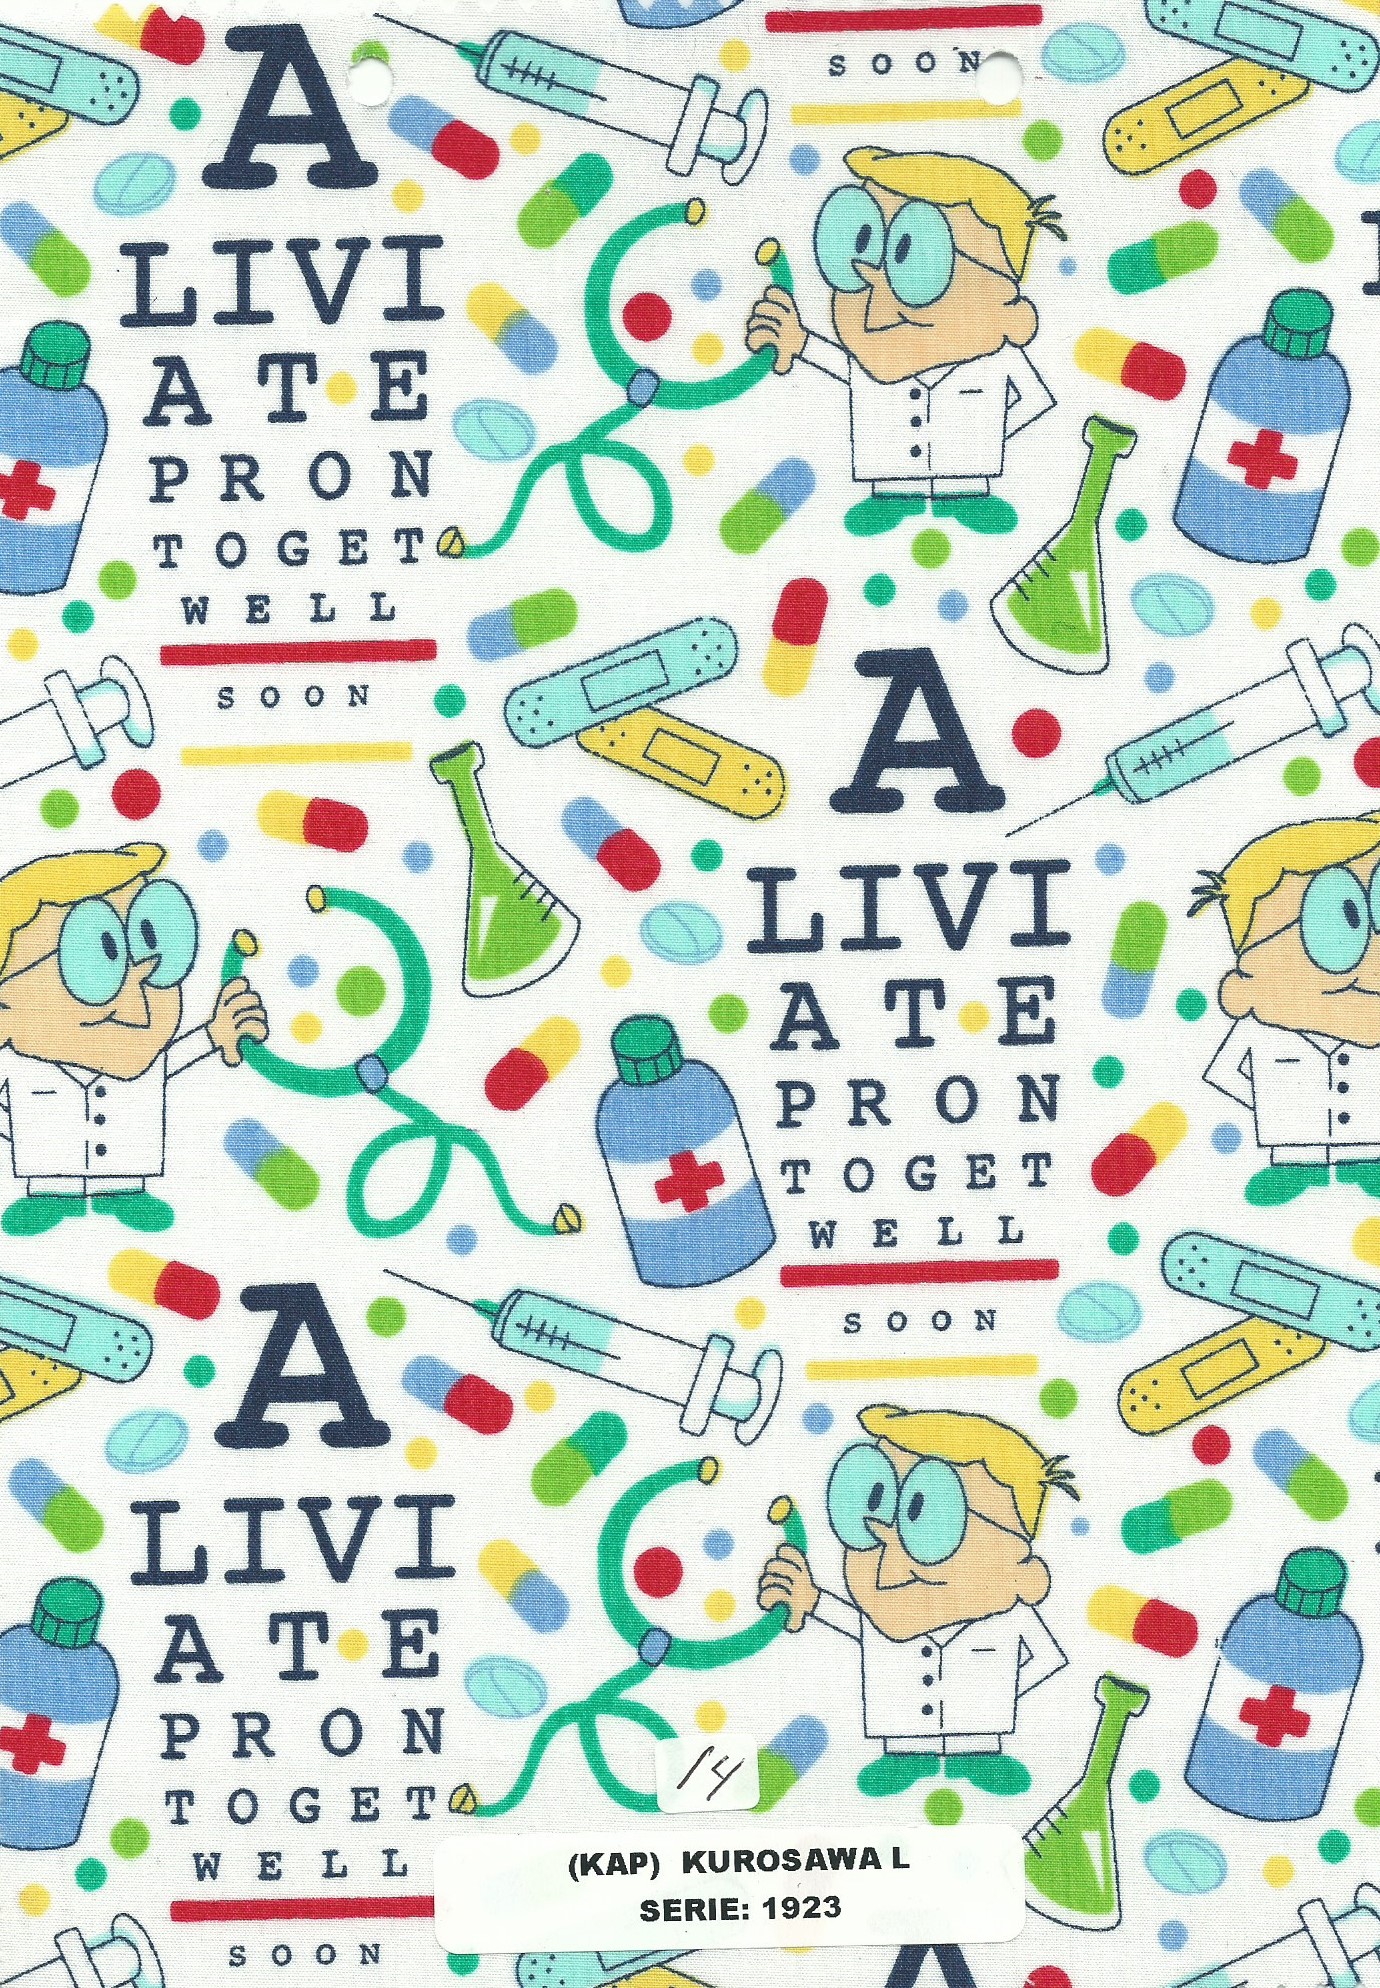 SOON
A
LIVI
ATE
PRON
TOGET
WELL
SOON
A
LIVI
ATE
PRON
TOGET
WELL
SOON
A
LIVI
ATE
PRON
TOGET
WELL
SOON
14
(KAP) KUROSAWA L
SERIE: 1923
A